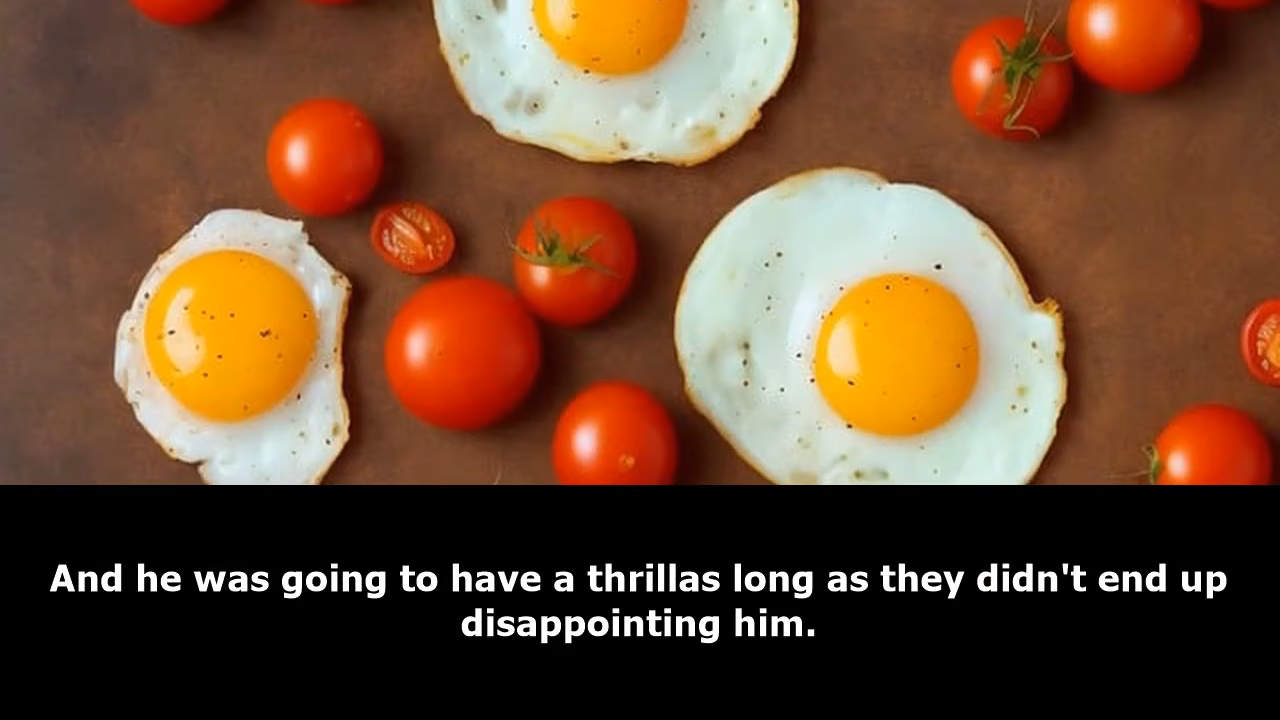 And he was going to have a thrillas long as they didn't end up
disappointing him.